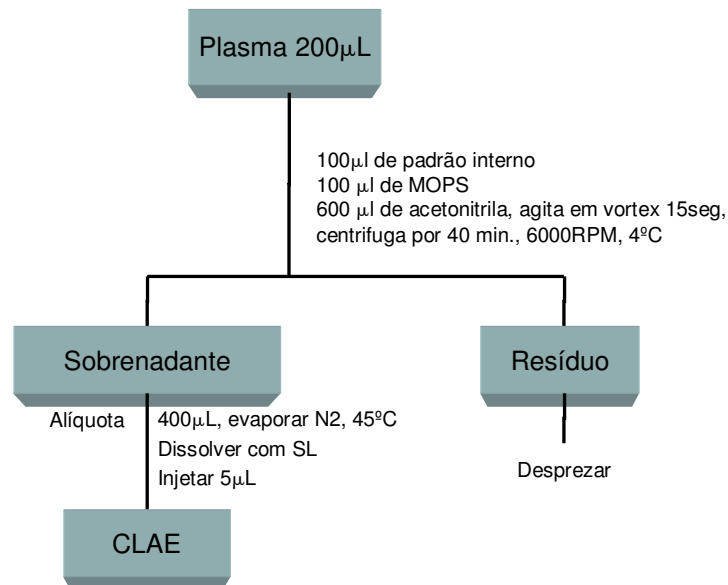 Plasma 200µL
100µl de padrão interno
100 µl de MOPS
600 µl de acetonitrila, agita em vortex 15seg,
centrifuga por 40 min., 6000RPM, 4ºC
Sobrenadante
Resíduo
Alíquota
400µL, evaporar N2, 45ºC
Dissolver com SL
Injetar 5µL
Desprezar
CLAE